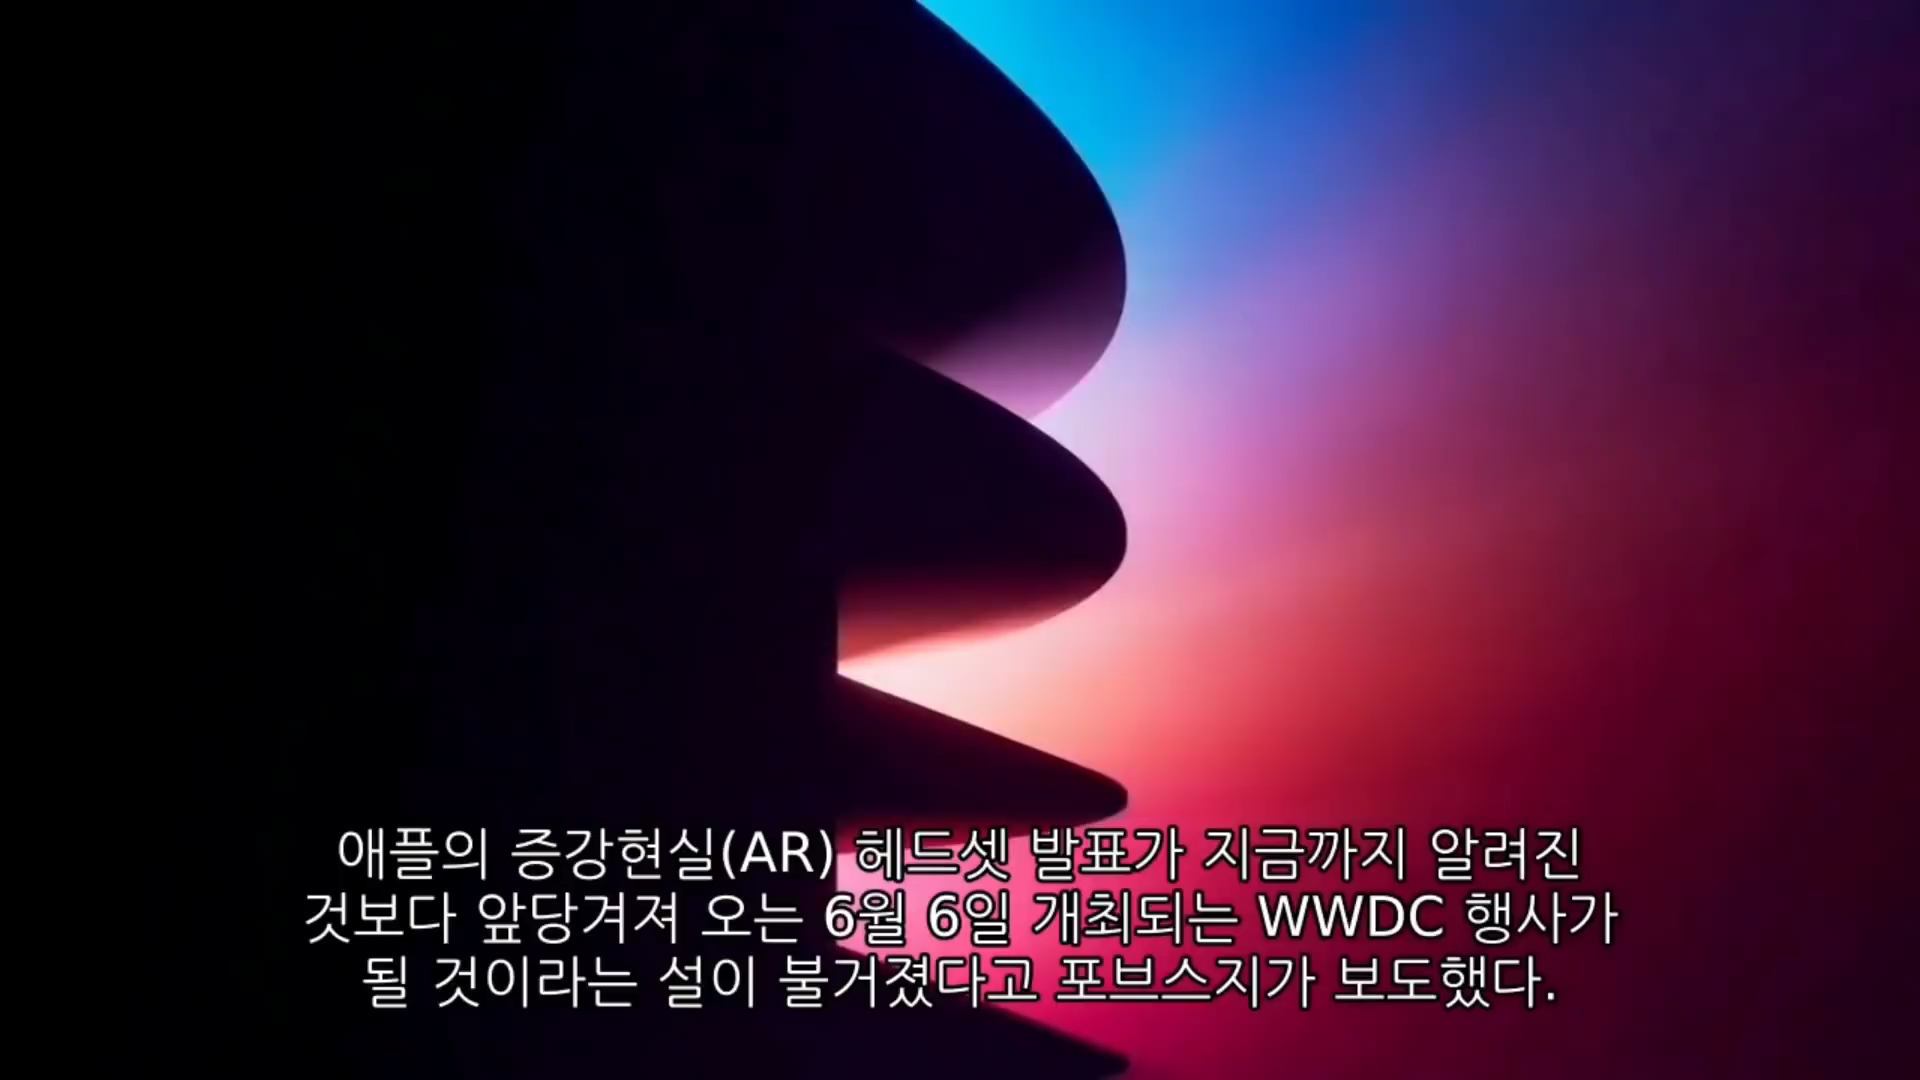 애플의 증강현실(AR) 헤드셋 발표가 지금까지 알려진
것보다 앞당겨져 오는 6월 6일 개최되는 WWDC 행사가
될 것이라는 설이 불거졌다고 포브스지가 보도했다.